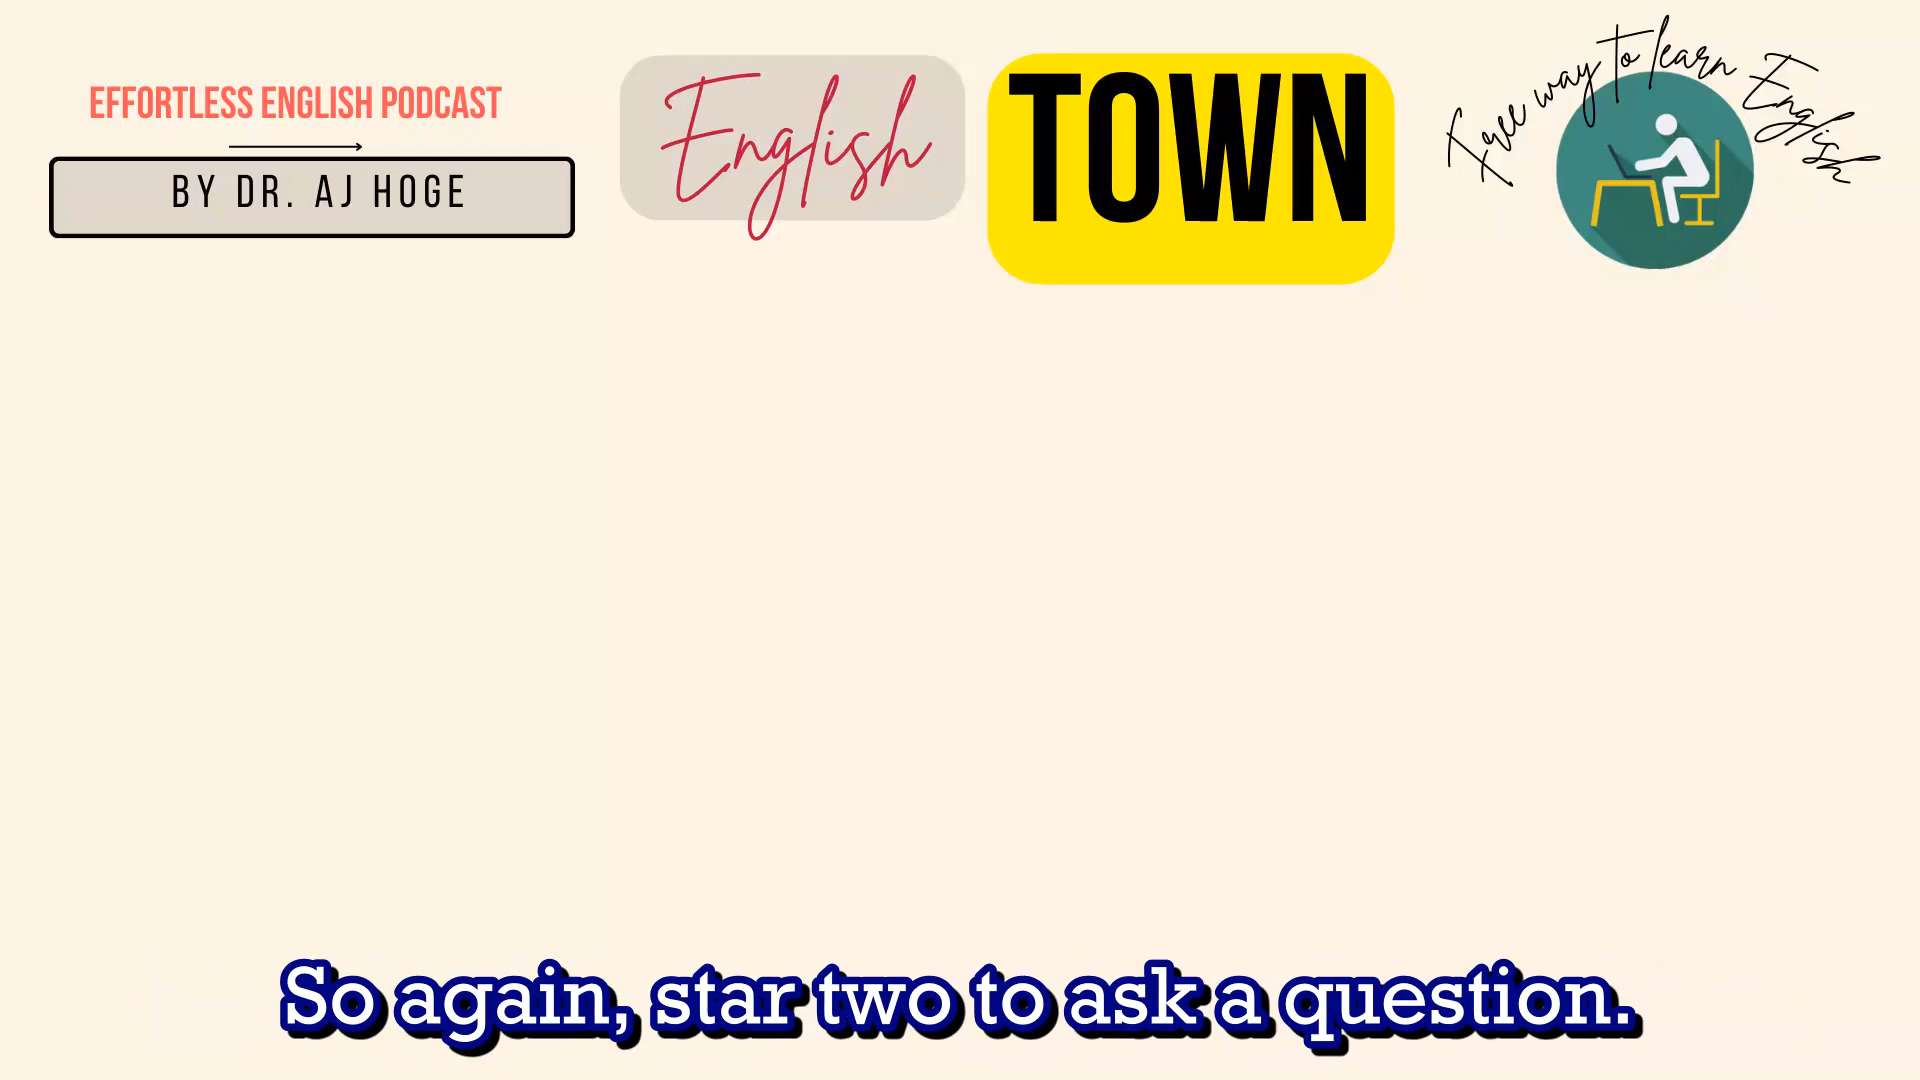 EFFORTLESS ENGLISH PODCAST
BY DR. AJ HOGE
English
TOWN
Free way to learn English
So again, star two to ask a question.